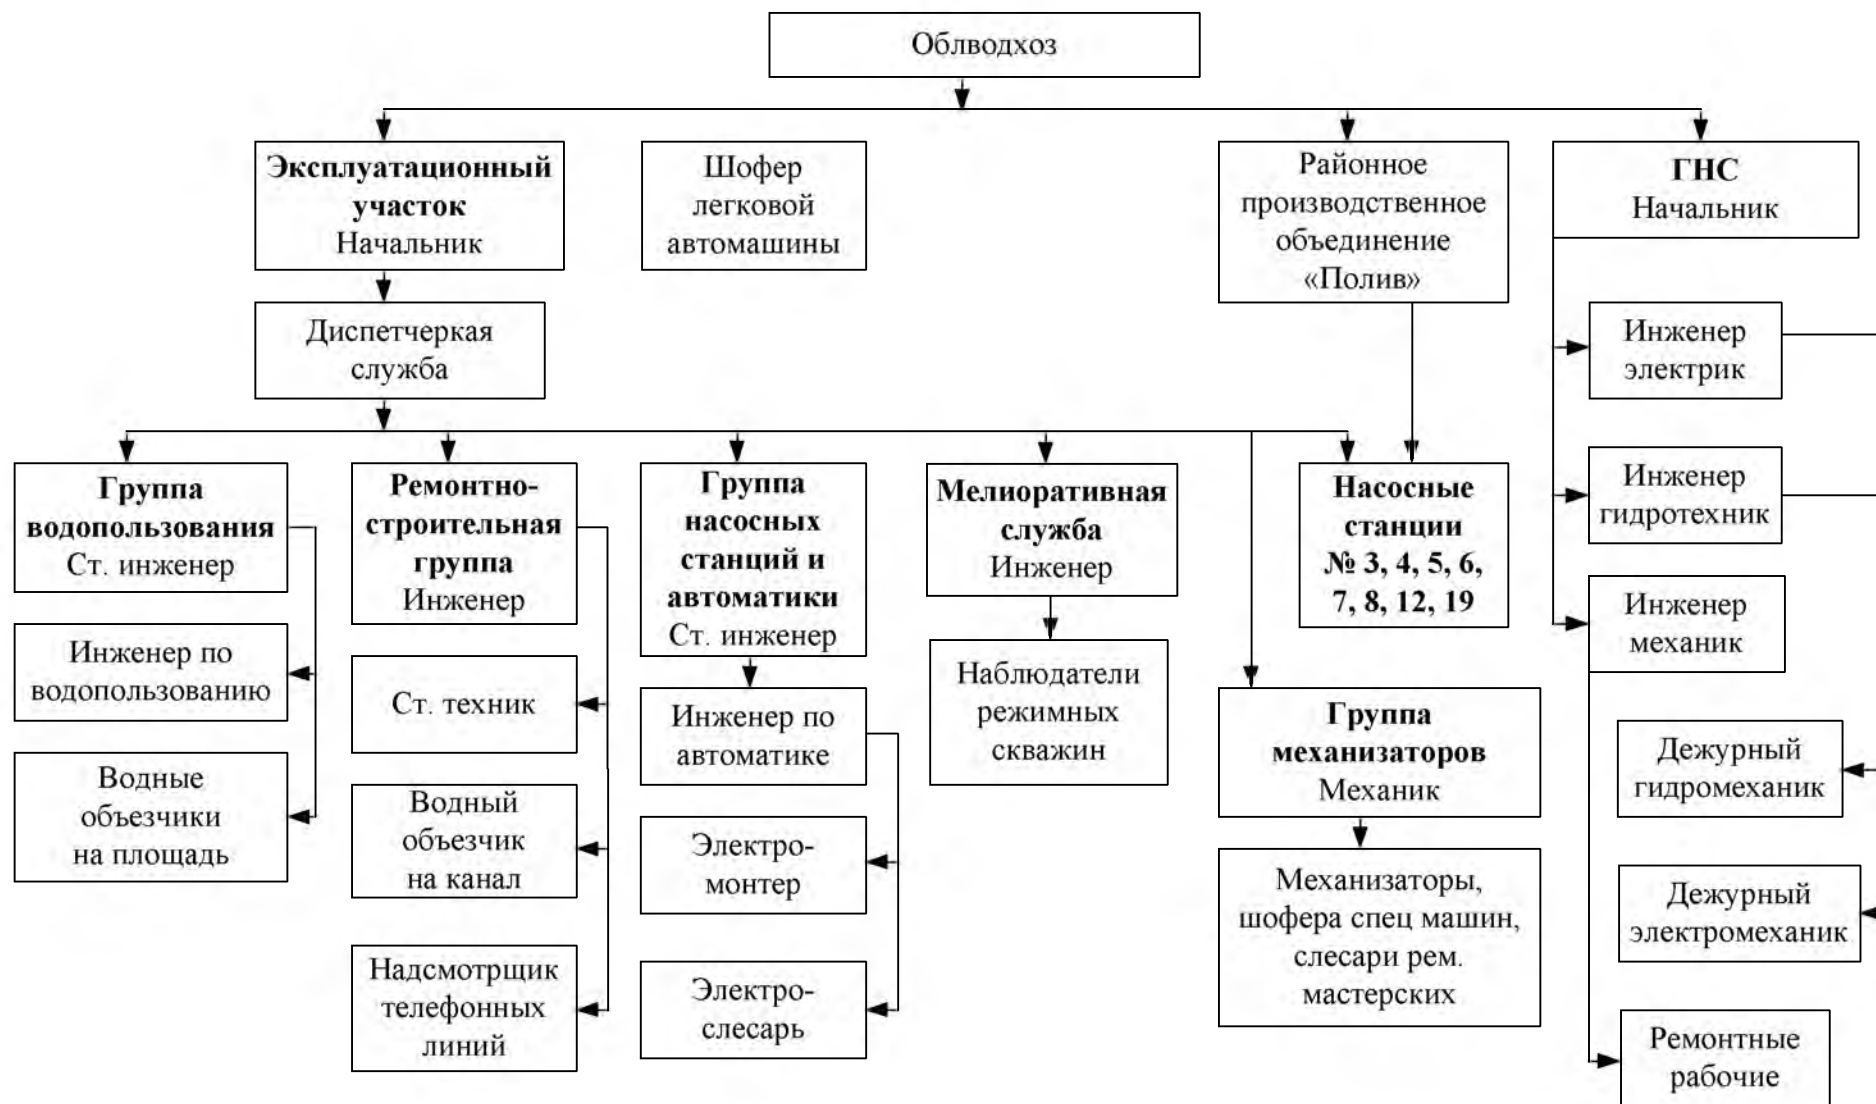 Облводхоз
Эксплуатационный
участок
Начальник
Шофер
легковой
автомашины
Районное
производственное
объединение
«Полив»
ГНС
Начальник
Диспетчеркая
служба
Инженер
электрик
Группа
водопользования
Ст. инженер
Ремонтно-
строительная
группа
Инженер
Группа
насосных
станций и
автоматики
Ст. инженер
Мелиоративная
служба
Инженер
Насосные
станции
№ 3, 4, 5, 6,
7, 8, 12, 19
Инженер
гидротехник
Инженер по
водопользованию
Ст. техник
Инженер по
автоматике
Наблюдатели
режимных
скважин
Группа
механизаторов
Механик
Инженер
механик
Водные
объезчики
на площадь
Водный
объезчик
на канал
Электро-
монтер
Механизаторы,
шофера спец машин,
слесари рем.
мастерских
Дежурный
гидромеханик
Дежурный
электромеханик
Надсмотрщик
телефонных
линий
Электро-
слесарь
Ремонтные
рабочие